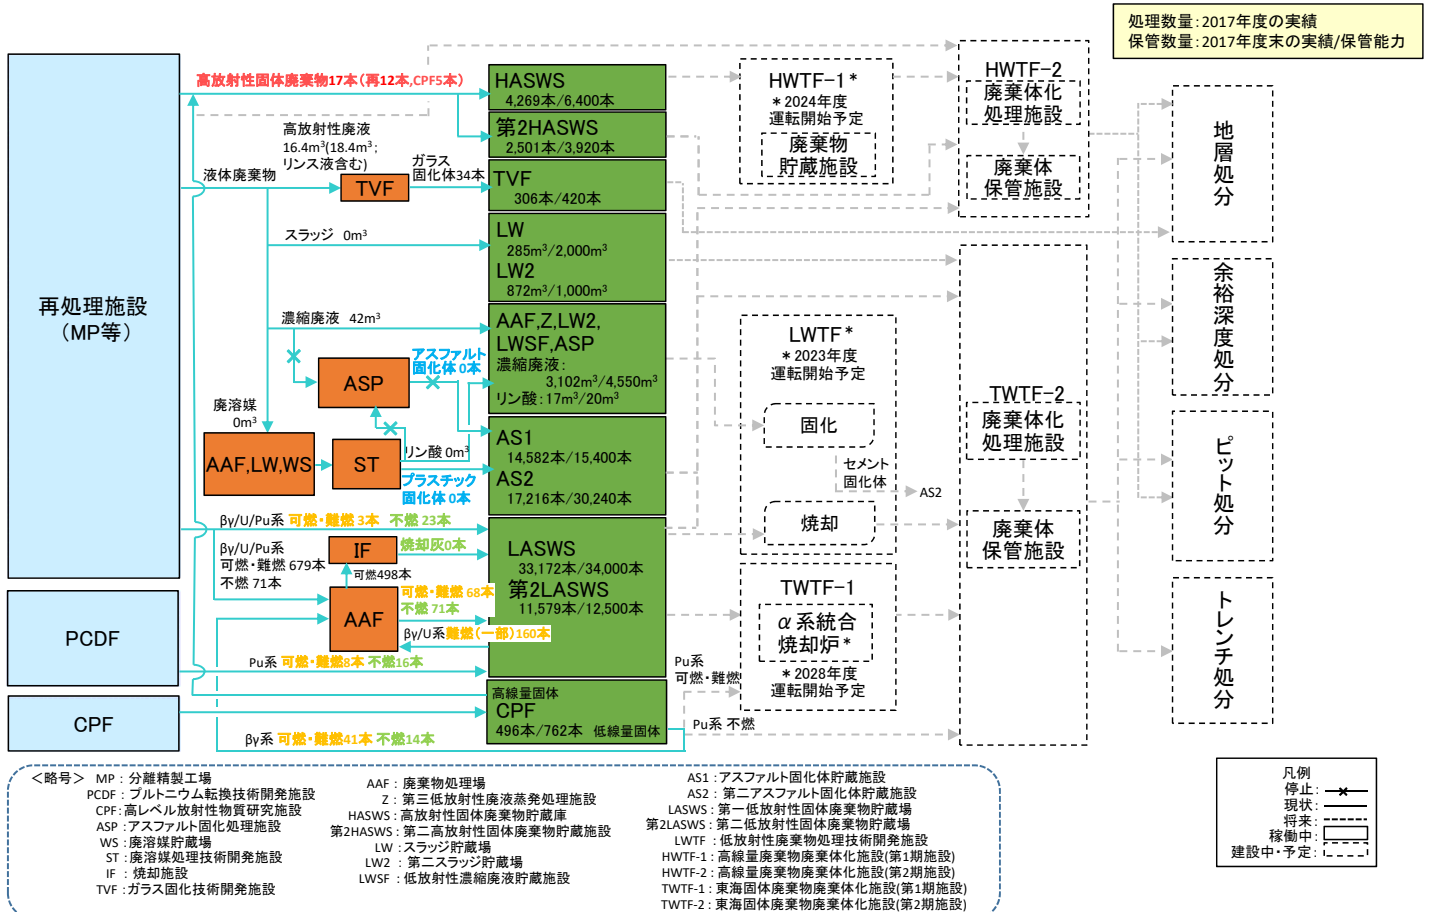 処理数量：2017年度の実績
保管数量：2017年度末の実績/保管能力
再処理施設
（MP等）
PCDF
CPF
高放射性固体廃棄物17本（再12本,CPF5本）
高放射性廃液
16.4m³(18.4m³；
リンス液含む)
液体廃棄物
TVF
ガラス
固化体34本
スラッジ 0m³
濃縮廃液 42m³
ASP
アスファルト
固化体 0本
廃溶媒
0m³
AAF,LW,WS
ST
リン酸 0m³
プラスチック
固化体 0本
βγ/U/Pu系 可燃・難燃 3本 不燃 23本
βγ/U/Pu系
可燃・難燃 679本
不燃 71本
IF
焼却灰0本
可燃498本
AAF
可燃・難燃 68本
不燃 71本
βγ/U系 難燃（一部）160本
Pu系 可燃・難燃8本 不燃16本
βγ系 可燃・難燃41本 不燃14本
HASWS
4,269本/6,400本
第2HASWS
2,501本/3,920本
TVF
306本/420本
LW
285m³/2,000m³
LW2
872m³/1,000m³
AAF,Z,LW2,
LWSF,ASP
濃縮廃液：
3,102m³/4,550m³
リン酸：17m³/20m³
AS1
14,582本/15,400本
AS2
17,216本/30,240本
LASWS
33,172本/34,000本
第2LASWS
11,579本/12,500本
高線量固体
CPF
496本/762本 低線量固体
Pu系
可燃・難燃
Pu系 不燃
HWTF-1*
＊2024年度
運転開始予定
廃棄物
貯蔵施設
LWTF*
＊2023年度
運転開始予定
固化
セメント
固化体
AS2
焼却
TWTF-1
α系統合
焼却炉*
＊2028年度
運転開始予定
HWTF-2
廃棄体化
処理施設
廃棄体
保管施設
TWTF-2
廃棄体化
処理施設
廃棄体
保管施設
地層処分
余裕深度処分
ピット処分
トレンチ処分
＜略号＞ MP：分離精製工場
PCDF：プルトニウム転換技術開発施設
CPF：高レベル放射性物質研究施設
ASP：アスファルト固化処理施設
WS：廃溶媒貯蔵場
ST：廃溶媒処理技術開発施設
IF：焼却施設
TVF：ガラス固化技術開発施設
AAF：廃棄物処理場
Z：第三低放射性廃液蒸発処理施設
HASWS：高放射性固体廃棄物貯蔵庫
第2HASWS：第二高放射性固体廃棄物貯蔵施設
LW：スラッジ貯蔵場
LW2：第二スラッジ貯蔵場
LWSF：低放射性濃縮廃液貯蔵施設
AS1：アスファルト固化体貯蔵施設
AS2：第二アスファルト固化体貯蔵施設
LASWS：第一低放射性固体廃棄物貯蔵場
第2LASWS：第二低放射性固体廃棄物貯蔵場
LWTF：低放射性廃棄物処理技術開発施設
HWTF-1：高線量廃棄物廃棄体化施設(第1期施設)
HWTF-2：高線量廃棄物廃棄体化施設(第2期施設)
TWTF-1：東海固体廃棄物廃棄体化施設(第1期施設)
TWTF-2：東海固体廃棄物廃棄体化施設(第2期施設)
凡例
停止：
現状：
将来：
稼働中：
建設中・予定：